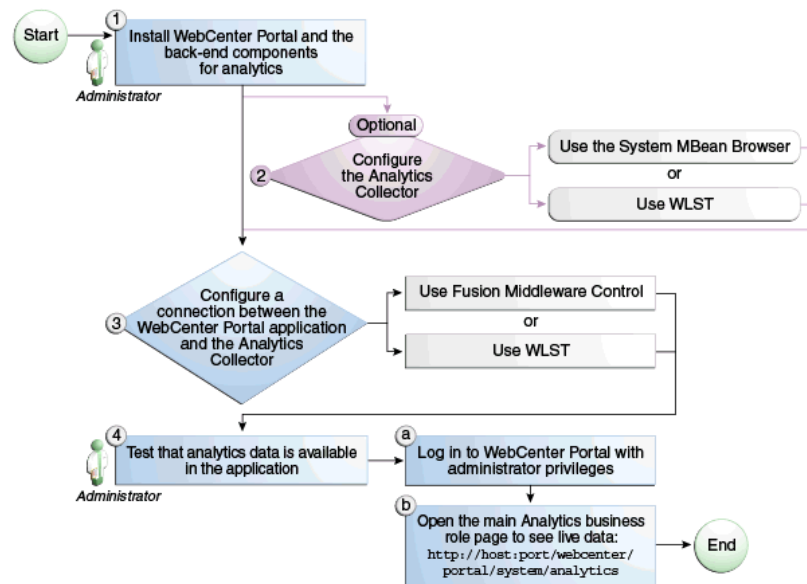 Start
1
Install WebCenter Portal and the
back-end components
for analytics
Administrator
Optional
2
Configure
the Analytics
Collector
Use the System MBean Browser
or
Use WLST
3
Configure a
connection between the
WebCenter Portal application
and the Analytics
Collector
Use Fusion Middleware Control
or
Use WLST
4
Test that analytics data is available
in the application
Administrator
a
Log in to WebCenter Portal with
administrator privileges
b
Open the main Analytics business
role page to see live data:
http://host:port/webcenter/
portal/system/analytics
End